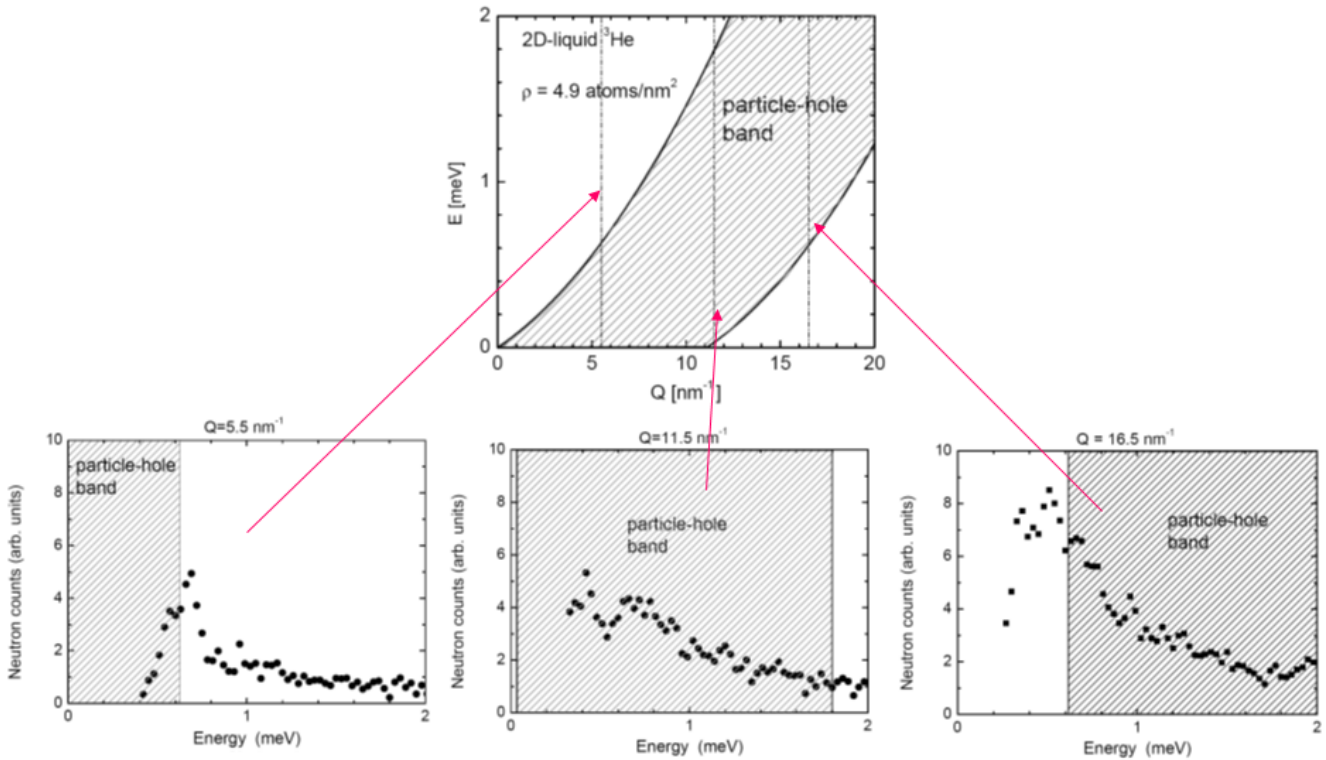 2
1
0
E [meV]
2D-liquid ³He
ρ = 4.9 atoms/nm²
particle-hole
band
0 5 10 15 20
Q [nm⁻¹]
Q=5.5 nm⁻¹
10
8
6
4
2
0
Neutron counts (arb. units)
particle-hole
band
0 1 2
Energy (meV)
Q=11.5 nm⁻¹
10
8
6
4
2
0
Neutron counts (arb. units)
particle-hole
band
0 1 2
Energy (meV)
Q = 16.5 nm⁻¹
10
8
6
4
2
0
Neutron counts (arb. units)
particle-hole
band
0 1 2
Energy (meV)